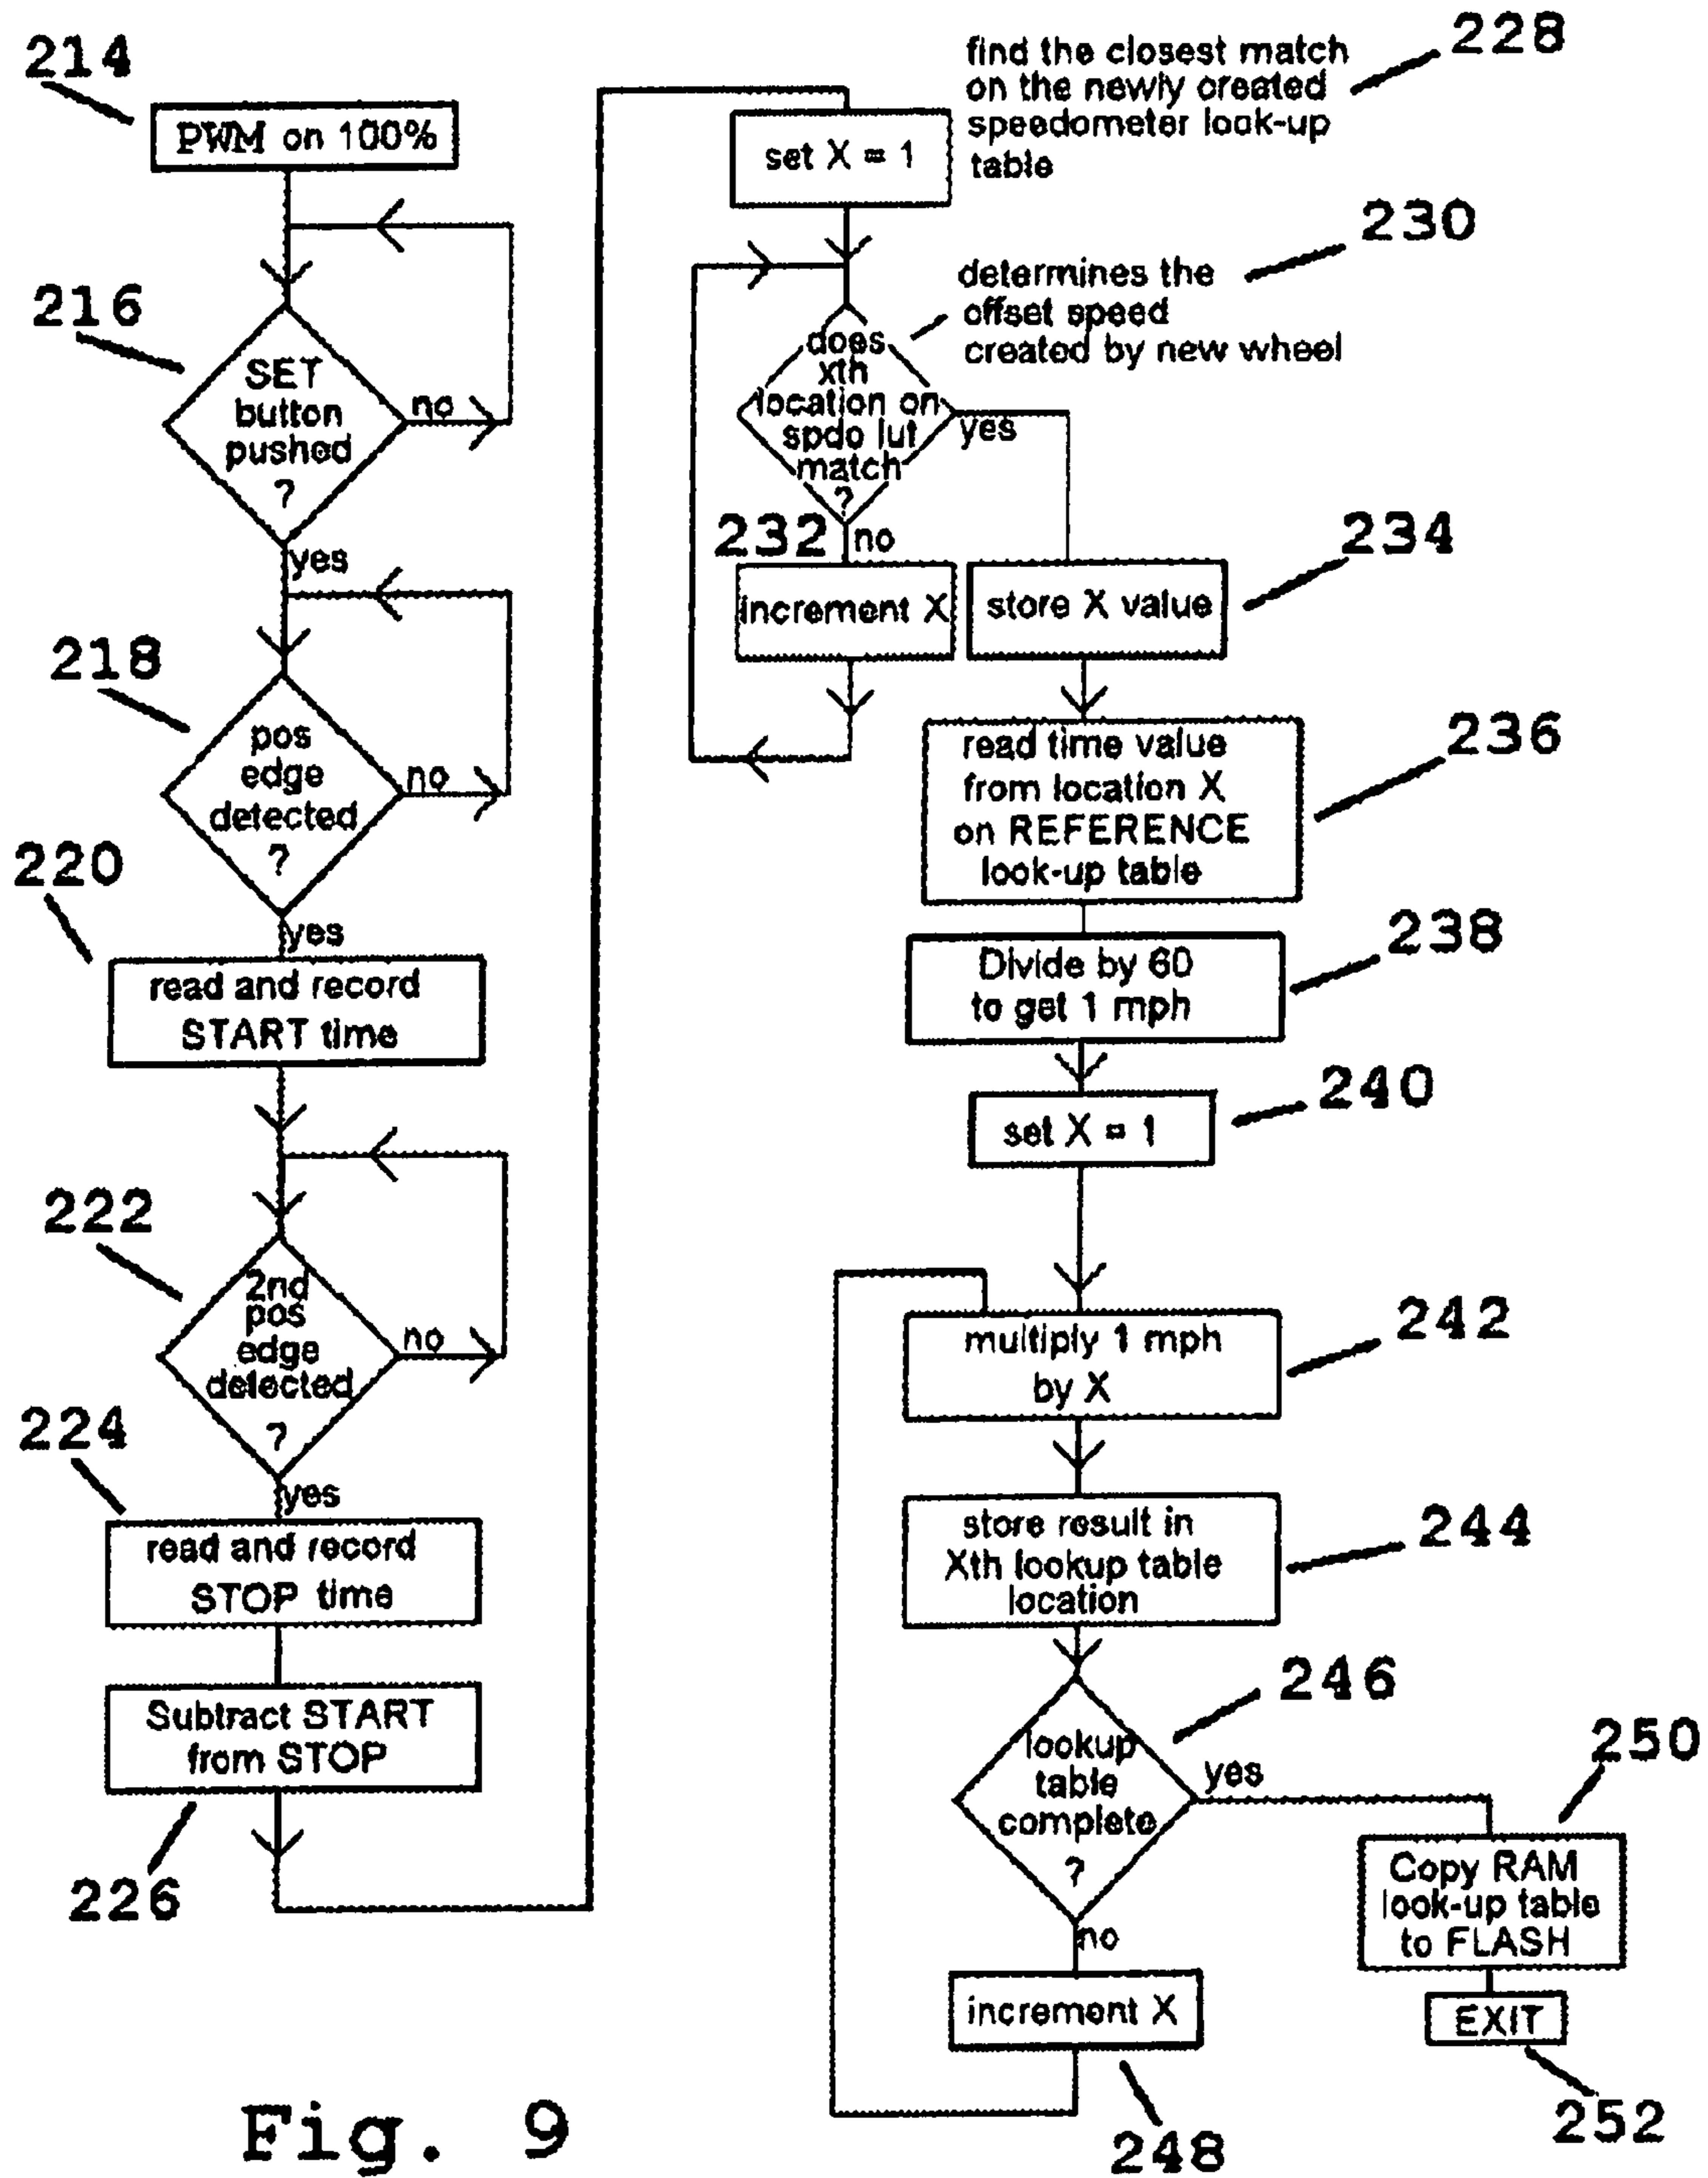 214
PWM on 100%
216
SET
button
pushed
?
no
yes
218
pos
edge
detected
?
no
yes
220
read and record
START time
222
2nd
pos
edge
detected
?
no
yes
224
read and record
STOP time
Subtract START
from STOP
226
set X = 1
find the closest match
on the newly created
speedometer look-up
table
228
determines the
offset speed
created by new wheel
230
does
xth
location on
spdo lut
match
?
yes
no
232
increment X
store X value
234
read time value
from location X
on REFERENCE
look-up table
236
Divide by 60
to get 1 mph
238
set X = 1
240
multiply 1 mph
by X
242
store result in
Xth lookup table
location
244
lookup
table
complete
?
246
yes
no
increment X
248
Copy RAM
look-up table
to FLASH
250
EXIT
252
Fig. 9